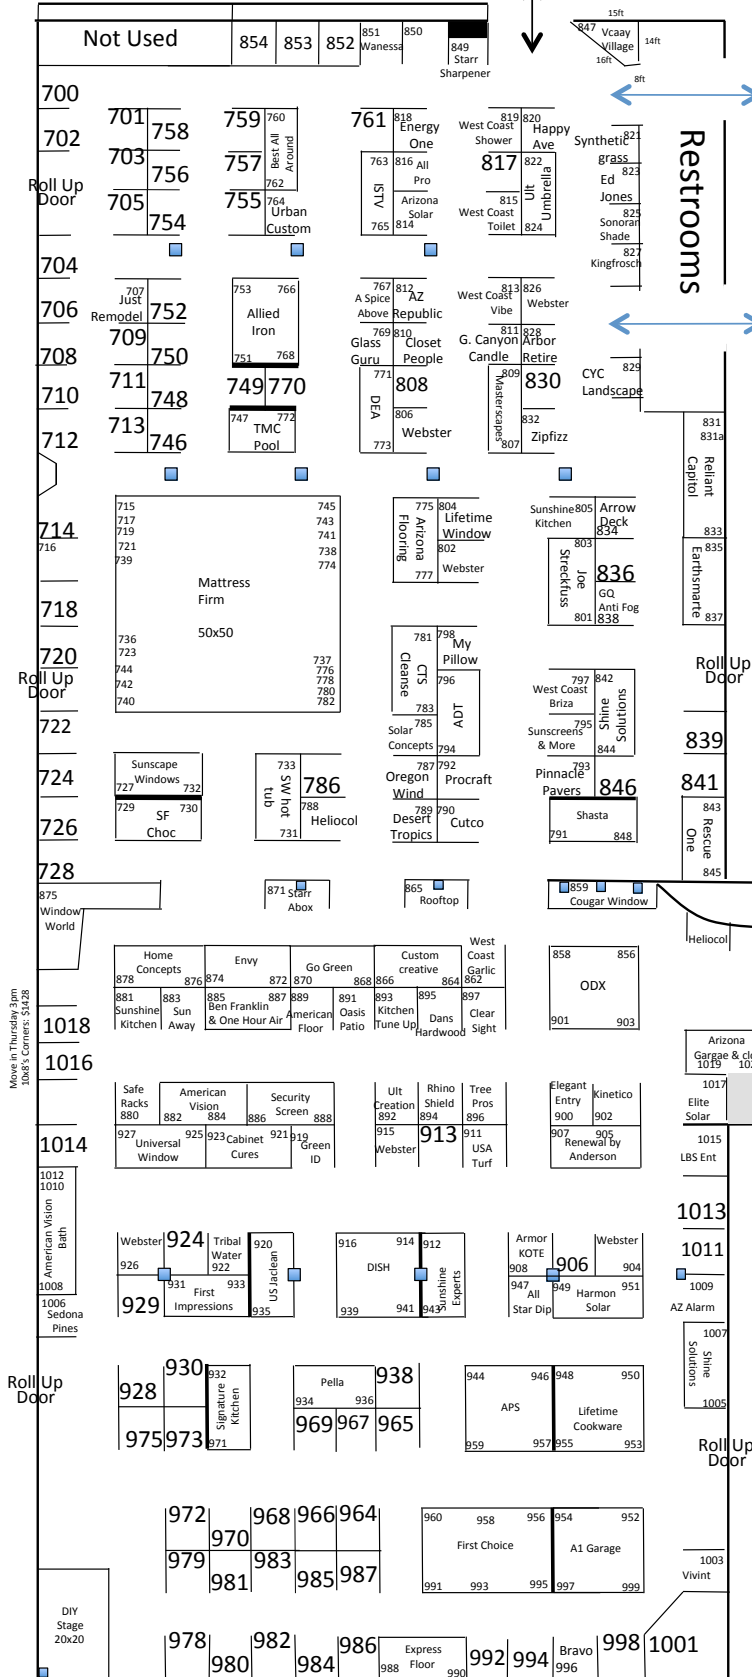 Not Used
854
853
852
851
Wanessa
850
849
Starr
Sharpener
847
15ft
Vcaay
Village
14ft
16ft
8ft
Restrooms
700
702
Roll Up
Door
704
706
708
710
712
714
716
718
720
Roll Up
Door
722
724
726
728
701
758
703
756
705
754
759
760
Best All
Around
757
762
755
764
Urban
Custom
761
818
Energy
One
763
816
All
Pro
ISTV
Arizona
Solar
765
814
819
820
West Coast
Shower
Happy
Ave
817
822
Ult
Umbrella
815
West Coast
Toilet
824
821
Synthetic
grass
823
Ed
Jones
825
Sonoran
Shade
827
Kingfrosch
707
Just
Remodel
752
709
750
711
748
713
746
753
766
Allied
Iron
751
768
749
770
747
772
TMC
Pool
767
812
A Spice
Above
AZ
Republic
769
810
Glass
Guru
Closet
People
771
808
DEA
806
Webster
773
813
826
West Coast
Vibe
Webster
811
828
G. Canyon
Candle
Arbor
Retire
809
830
Masterscapes
832
807
Zipfizz
829
CYC
Landscape
831
831a
Reliant
Capitol
833
835
Earthsmarte
837
715
717
719
721
739
745
743
741
738
774
Mattress
Firm
50x50
736
723
744
742
740
737
776
778
780
782
775
804
Arizona
Flooring
Lifetime
Window
802
Webster
777
805
Sunshine
Kitchen
Arrow
Deck
834
803
Joe
Streckfuss
836
GQ
Anti Fog
801
838
781
798
My
Pillow
CTS
Cleanse
796
ADT
783
785
Solar
Concepts
794
787
792
Oregon
Wind
Procraft
789
790
Desert
Tropics
Cutco
797
842
West Coast
Briza
Shine
Solutions
795
Sunscreens
& More
844
793
Pinnacle
Pavers
846
Shasta
791
848
Roll Up
Door
839
841
843
Rescue
One
845
Sunscape
Windows
727
732
729
730
SF
Choc
733
SW hot
tub
786
788
Heliocol
731
875
Window
World
871
Starr
Abox
865
Rooftop
859
Cougar Window
Heliocol
Move in Thursday 3pm
10x8's Corners: $1428
Home
Concepts
878
876
Envy
874
872
Go Green
870
868
Custom
creative
866
864
West
Coast
Garlic
862
881
Sunshine
Kitchen
883
Sun
Away
885
887
Ben Franklin
& One Hour Air
889
American
Floor
891
Oasis
Patio
893
Kitchen
Tune Up
895
Dans
Hardwood
897
Clear
Sight
858
856
ODX
901
903
1018
1016
1014
Arizona
Gargae & clo
1019
102
1017
Elite
Solar
1015
LBS Ent
Safe
Racks
880
American
Vision
882
884
Security
Screen
886
888
927
925
Universal
Window
923
921
Cabinet
Cures
919
Green
ID
Ult
Creation
892
Rhino
Shield
894
Tree
Pros
896
915
Webster
913
911
USA
Turf
Elegant
Entry
900
Kinetico
902
907
905
Renewal by
Anderson
1012
1010
American Vision
Bath
1008
1006
Sedona
Pines
1013
1011
1009
AZ Alarm
1007
Shine
Solutions
1005
Webster
926
924
Tribal
Water
922
920
US Jaclean
935
929
931
933
First
Impressions
916
914
DISH
939
941
912
Sunshine
Experts
943
Armor
KOTE
908
906
Webster
904
947
All
Star Dip
949
951
Harmon
Solar
Roll Up
Door
928
930
932
Signature
Kitchen
971
975
973
Pella
934
936
938
969
967
965
944
946
APS
959
957
948
950
Lifetime
Cookware
955
953
Roll Up
Door
972
970
968
966
964
979
981
983
985
987
960
958
956
First Choice
991
993
995
954
952
A1 Garage
997
999
1003
Vivint
DIY
Stage
20x20
978
980
982
984
986
Express
Floor
988
990
992
994
Bravo
996
998
1001